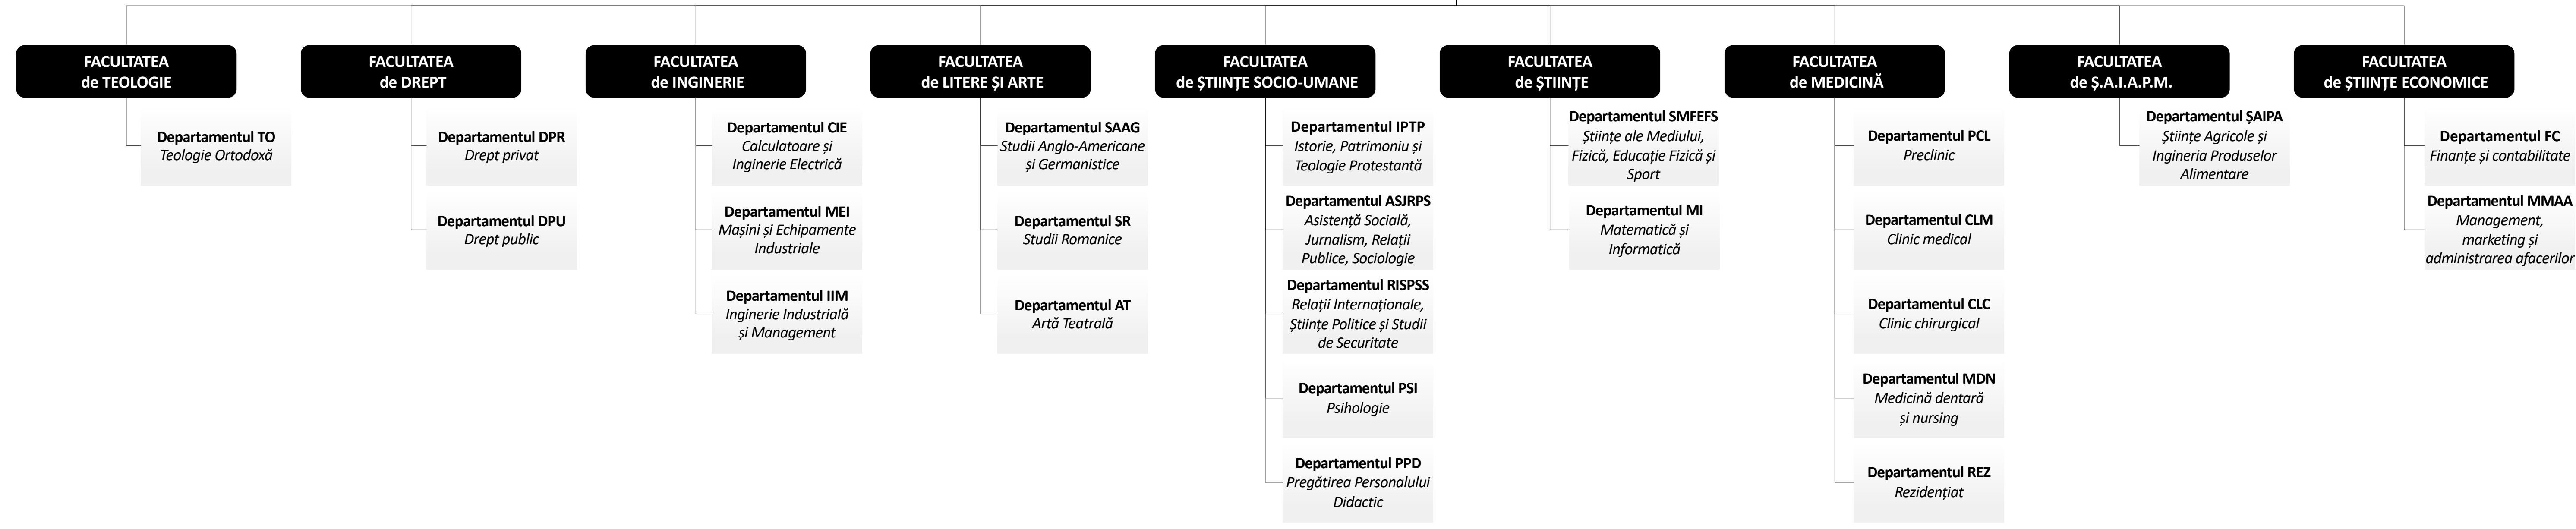 FACULTATEA
de TEOLOGIE
Departamentul TO
Teologie Ortodoxă
FACULTATEA
de DREPT
Departamentul DPR
Drept privat
Departamentul DPU
Drept public
FACULTATEA
de INGINERIE
Departamentul CIE
Calculatoare și
Inginerie Electrică
Departamentul MEI
Mașini și Echipamente
Industriale
Departamentul IIM
Inginerie Industrială
și Management
FACULTATEA
de LITERE ȘI ARTE
Departamentul SAAG
Studii Anglo-Americane
și Germanistice
Departamentul SR
Studii Romanice
Departamentul AT
Artă Teatrală
FACULTATEA
de ȘTIINȚE SOCIO-UMANE
Departamentul IPTP
Istorie, Patrimoniu și
Teologie Protestantă
Departamentul ASJRPS
Asistență Socială,
Jurnalism, Relații
Publice, Sociologie
Departamentul RISPSS
Relații Internaționale,
Științe Politice și Studii
de Securitate
Departamentul PSI
Psihologie
Departamentul PPD
Pregătirea Personalului
Didactic
FACULTATEA
de ȘTIINȚE
Departamentul SMFEFS
Științe ale Mediului,
Fizică, Educație Fizică și
Sport
Departamentul MI
Matematică și
Informatică
FACULTATEA
de MEDICINĂ
Departamentul PCL
Preclinic
Departamentul CLM
Clinic medical
Departamentul CLC
Clinic chirurgical
Departamentul MDN
Medicină dentară
și nursing
Departamentul REZ
Rezidențiat
FACULTATEA
de Ș.A.I.A.P.M.
Departamentul ȘAIPA
Științe Agricole și
Ingineria Produselor
Alimentare
FACULTATEA
de ȘTIINȚE ECONOMICE
Departamentul FC
Finanțe și contabilitate
Departamentul MMAA
Management,
marketing și
administrarea afacerilor